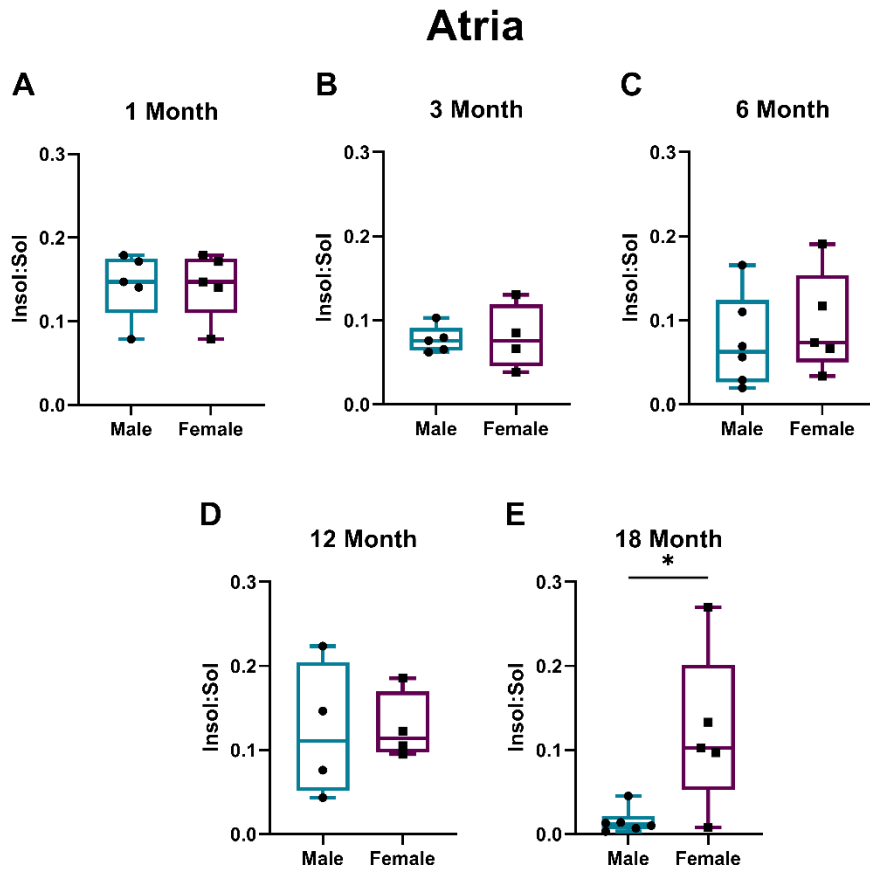 Atria
A
1 Month
Insol:Sol
0.3
0.2
0.1
0.0
Male Female
B
3 Month
Insol:Sol
0.3
0.2
0.1
0.0
Male Female
C
6 Month
Insol:Sol
0.3
0.2
0.1
0.0
Male Female
D
12 Month
Insol:Sol
0.3
0.2
0.1
0.0
Male Female
E
18 Month
*
Insol:Sol
0.3
0.2
0.1
0.0
Male Female